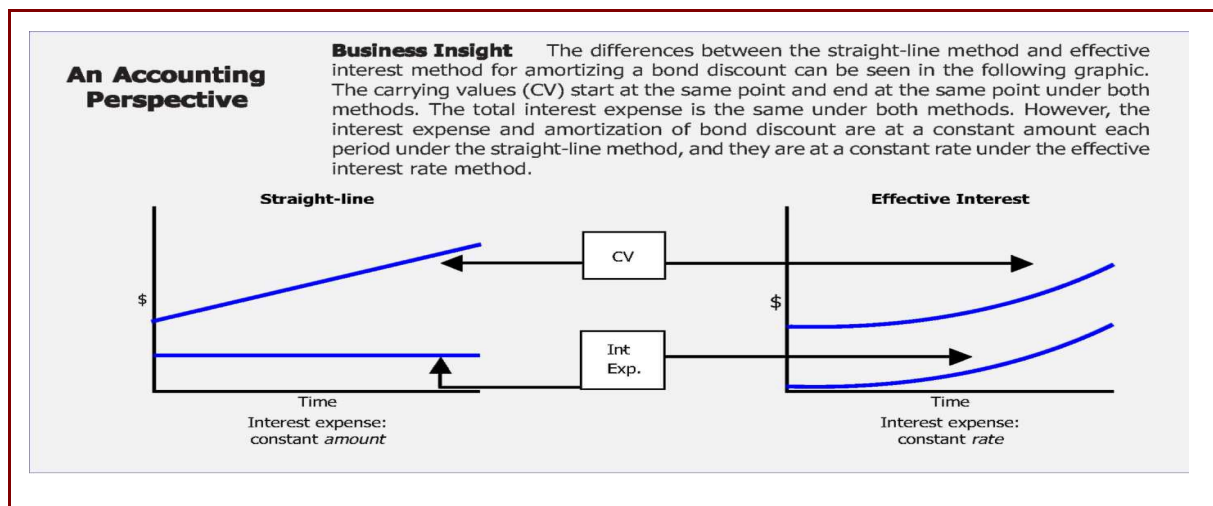 An Accounting
Perspective
Business Insight The differences between the straight-line method and effective
interest method for amortizing a bond discount can be seen in the following graphic.
The carrying values (CV) start at the same point and end at the same point under both
methods. The total interest expense is the same under both methods. However, the
interest expense and amortization of bond discount are at a constant amount each
period under the straight-line method, and they are at a constant rate under the effective
interest rate method.
Straight-line
$
Time
Interest expense:
constant amount
CV
Int
Exp.
Effective Interest
$
Time
Interest expense:
constant rate